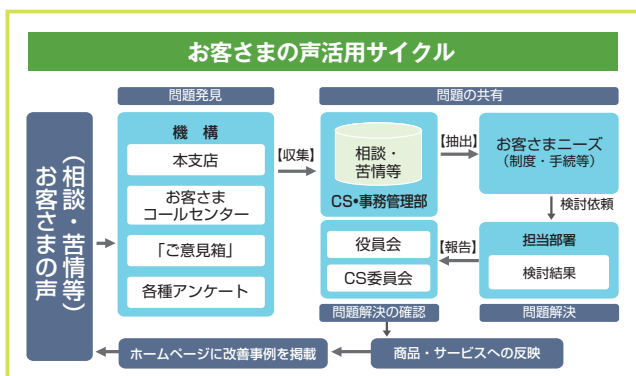 お客さまの声活用サイクル
問題発見
問題の共有
お客さまの声
（相談・苦情等）
機構
本支店
お客さま
コールセンター
「ご意見箱」
各種アンケート
【収集】
相談・
苦情等
CS•事務管理部
【抽出】
お客さまニーズ
（制度・手続等）
検討依頼
担当部署
検討結果
【報告】
役員会
CS委員会
問題解決の確認
問題解決
商品・サービスへの反映
ホームページに改善事例を掲載